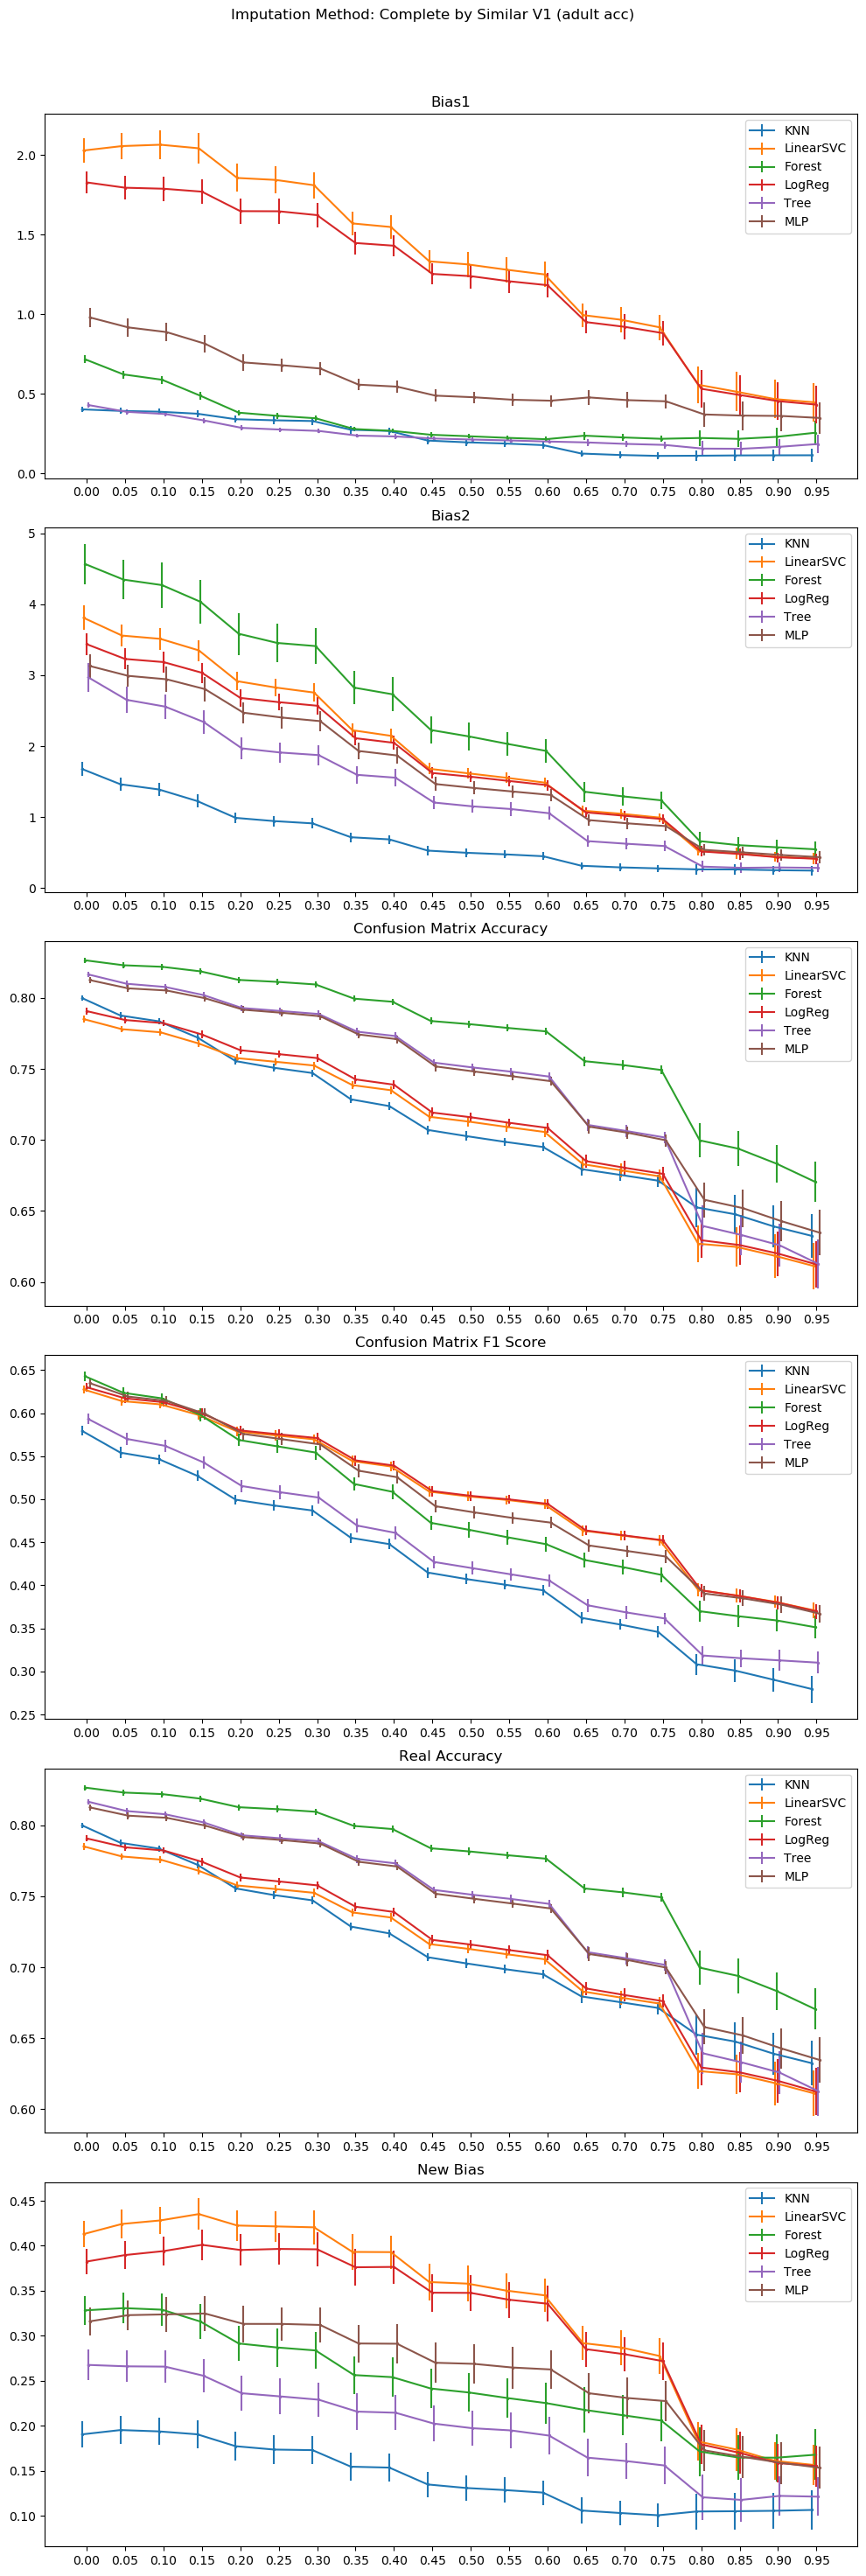 Imputation Method: Complete by Similar V1 (adult acc)
Bias1
KNN
LinearSVC
Forest
LogReg
Tree
MLP
2.0
1.5
1.0
0.5
0.0
0.00 0.05 0.10 0.15 0.20 0.25 0.30 0.35 0.40 0.45 0.50 0.55 0.60 0.65 0.70 0.75 0.80 0.85 0.90 0.95
Bias2
KNN
LinearSVC
Forest
LogReg
Tree
MLP
5
4
3
2
1
0
0.00 0.05 0.10 0.15 0.20 0.25 0.30 0.35 0.40 0.45 0.50 0.55 0.60 0.65 0.70 0.75 0.80 0.85 0.90 0.95
Confusion Matrix Accuracy
KNN
LinearSVC
Forest
LogReg
Tree
MLP
0.80
0.75
0.70
0.65
0.60
0.00 0.05 0.10 0.15 0.20 0.25 0.30 0.35 0.40 0.45 0.50 0.55 0.60 0.65 0.70 0.75 0.80 0.85 0.90 0.95
Confusion Matrix F1 Score
KNN
LinearSVC
Forest
LogReg
Tree
MLP
0.65
0.60
0.55
0.50
0.45
0.40
0.35
0.30
0.25
0.00 0.05 0.10 0.15 0.20 0.25 0.30 0.35 0.40 0.45 0.50 0.55 0.60 0.65 0.70 0.75 0.80 0.85 0.90 0.95
Real Accuracy
KNN
LinearSVC
Forest
LogReg
Tree
MLP
0.80
0.75
0.70
0.65
0.60
0.00 0.05 0.10 0.15 0.20 0.25 0.30 0.35 0.40 0.45 0.50 0.55 0.60 0.65 0.70 0.75 0.80 0.85 0.90 0.95
New Bias
KNN
LinearSVC
Forest
LogReg
Tree
MLP
0.45
0.40
0.35
0.30
0.25
0.20
0.15
0.10
0.00 0.05 0.10 0.15 0.20 0.25 0.30 0.35 0.40 0.45 0.50 0.55 0.60 0.65 0.70 0.75 0.80 0.85 0.90 0.95